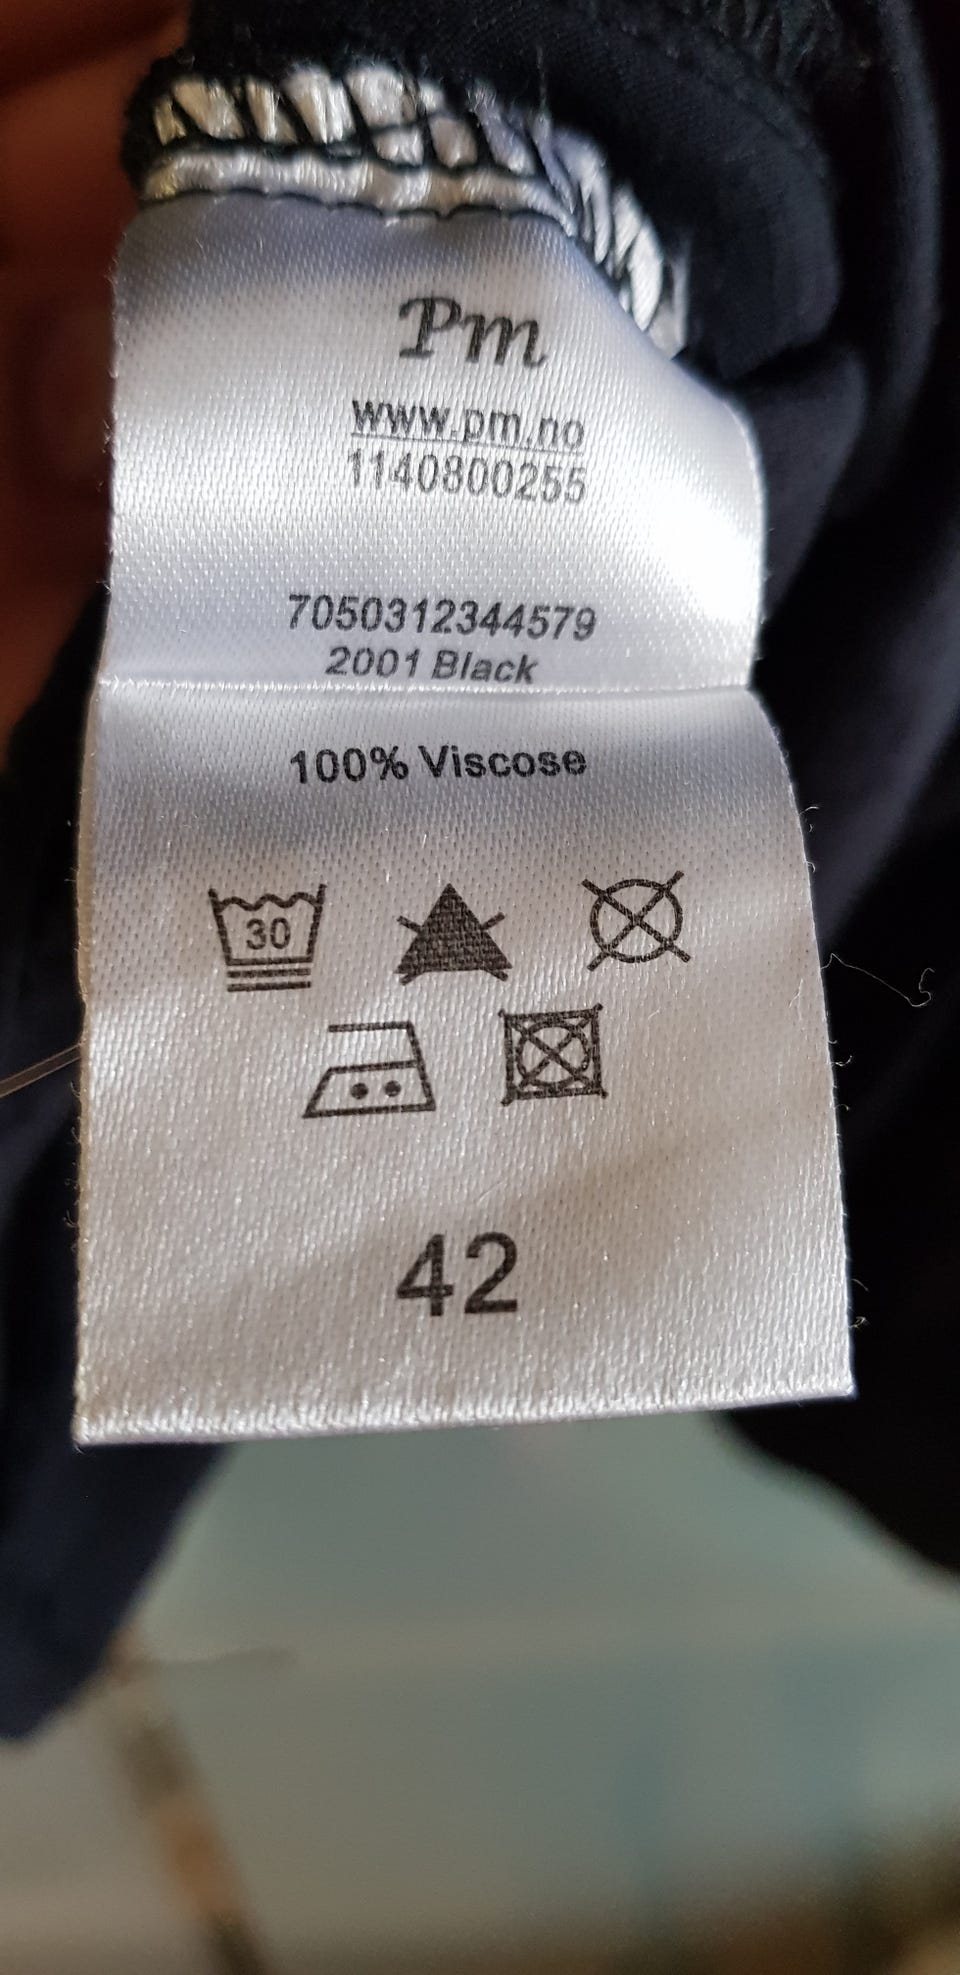 Pm
www.pm.no
1140800255
7050312344579
2001 Black
100% Viscose
30
42